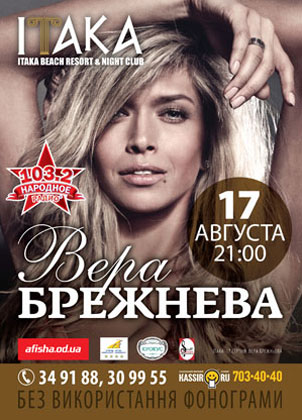 ITAKA
ITAKA BEACH RESORT & NIGHT CLUB
103.2
НАРОДНОЕ
РАДИО
17
АВГУСТА
21:00
Вера
БРЕЖНЕВА
afisha.od.ua
34 91 88, 30 99 55
KASSIR.RU 703-40-40
БЕЗ ВИКОРИСТАННЯ ФОНОГРАМИ